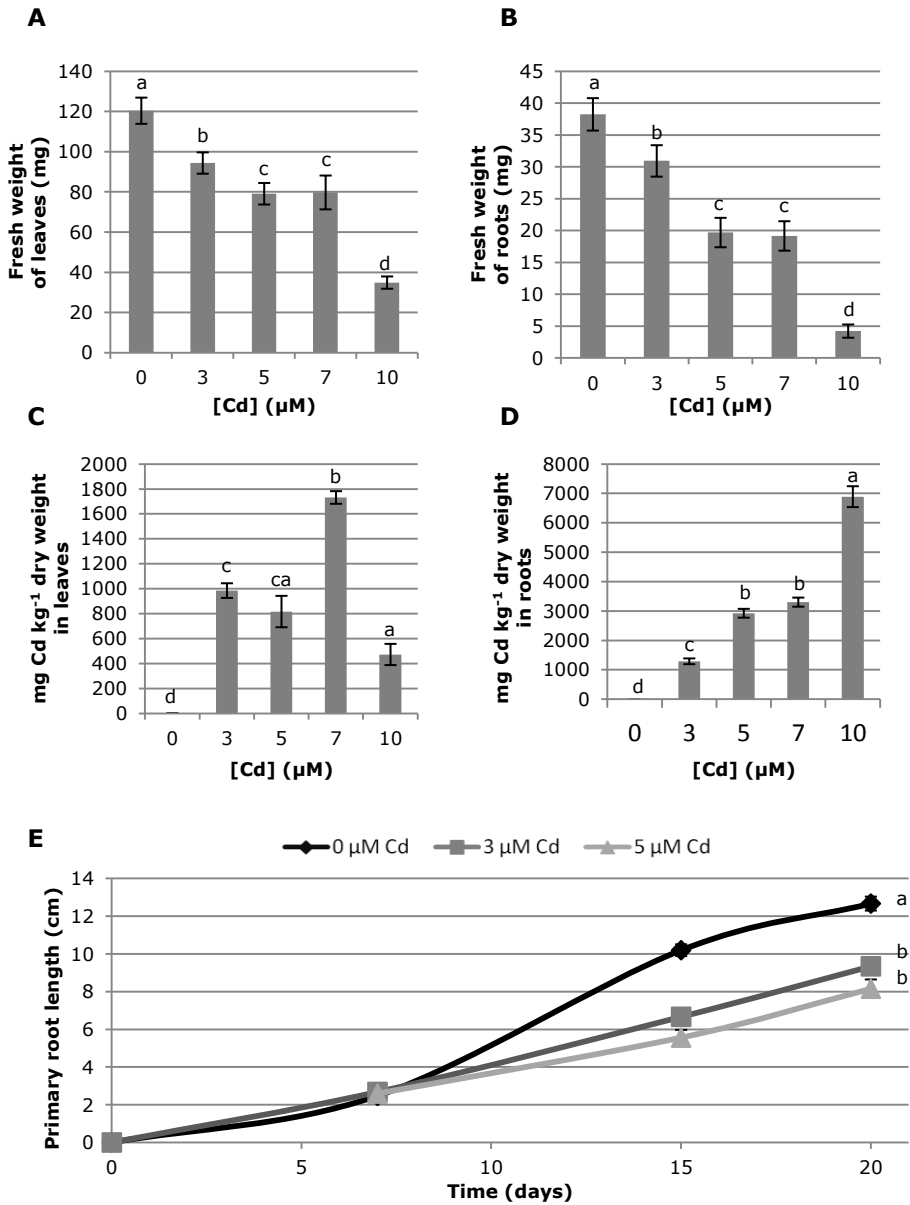 A
Fresh weight
of leaves (mg)
140
120
100
80
60
40
20
0
a
b
c
c
d
0 3 5 7 10
[Cd] (µM)
B
Fresh weight
of roots (mg)
45
40
35
30
25
20
15
10
5
0
a
b
c
c
d
0 3 5 7 10
[Cd] (µM)
C
mg Cd kg⁻¹ dry weight
in leaves
2000
1800
1600
1400
1200
1000
800
600
400
200
0
d
c
ca
b
a
0 3 5 7 10
[Cd] (µM)
D
mg Cd kg⁻¹ dry weight
in roots
8000
7000
6000
5000
4000
3000
2000
1000
0
d
c
b
b
a
0 3 5 7 10
[Cd] (µM)
E
0 µM Cd 3 µM Cd 5 µM Cd
Primary root length (cm)
14
12
10
8
6
4
2
0
a
b
b
0 5 10 15 20
Time (days)